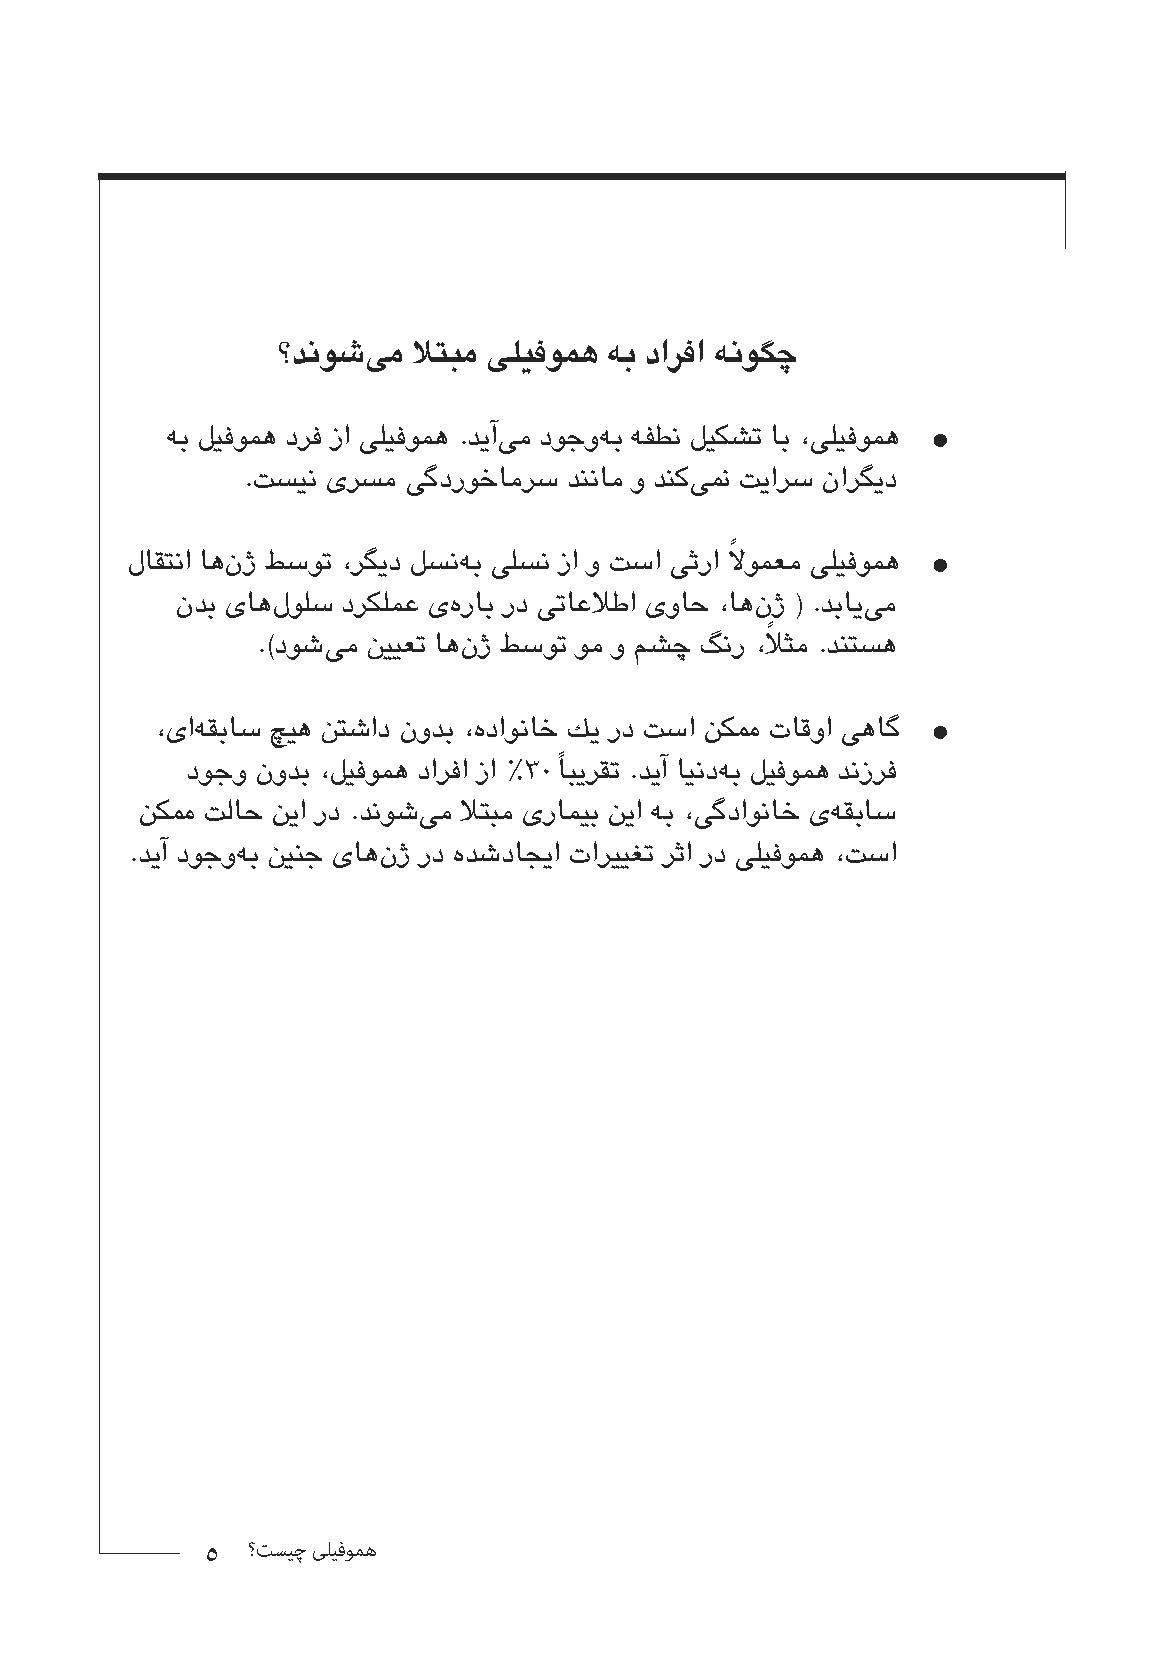 چگونه افراد به هموفیلی مبتلا می‌شوند؟
● هموفیلی، با تشکیل نطفه به‌وجود می‌آید. هموفیلی از فرد هموفیل به
دیگران سرایت نمی‌کند و مانند سرماخوردگی مسری نیست.
● هموفیلی معمولاً ارثی است و از نسلی به‌نسل دیگر، توسط ژن‌ها انتقال
می‌یابد. ( ژن‌ها، حاوی اطلاعاتی در باره‌ی عملکرد سلول‌های بدن
هستند. مثلاً، رنگ چشم و مو توسط ژن‌ها تعیین می‌شود).
● گاهی اوقات ممکن است در یك خانواده، بدون داشتن هیچ سابقه‌ای،
فرزند هموفیل به‌دنیا آید. تقریباً ۳۰٪ از افراد هموفیل، بدون وجود
سابقه‌ی خانوادگی، به این بیماری مبتلا می‌شوند. در این حالت ممکن
است، هموفیلی در اثر تغییرات ایجادشده در ژن‌های جنین به‌وجود آید.
هموفیلی چیست؟ ۵